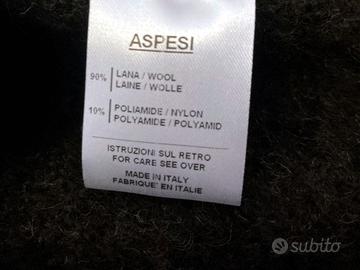 ASPESI
90% LANA / WOOL
LAINE / WOLLE
10% POLIAMIDE / NYLON
POLYAMIDE / POLYAMID
ISTRUZIONI SUL RETRO
FOR CARE SEE OVER
MADE IN ITALY
FABRIQUE' EN ITALIE
subito